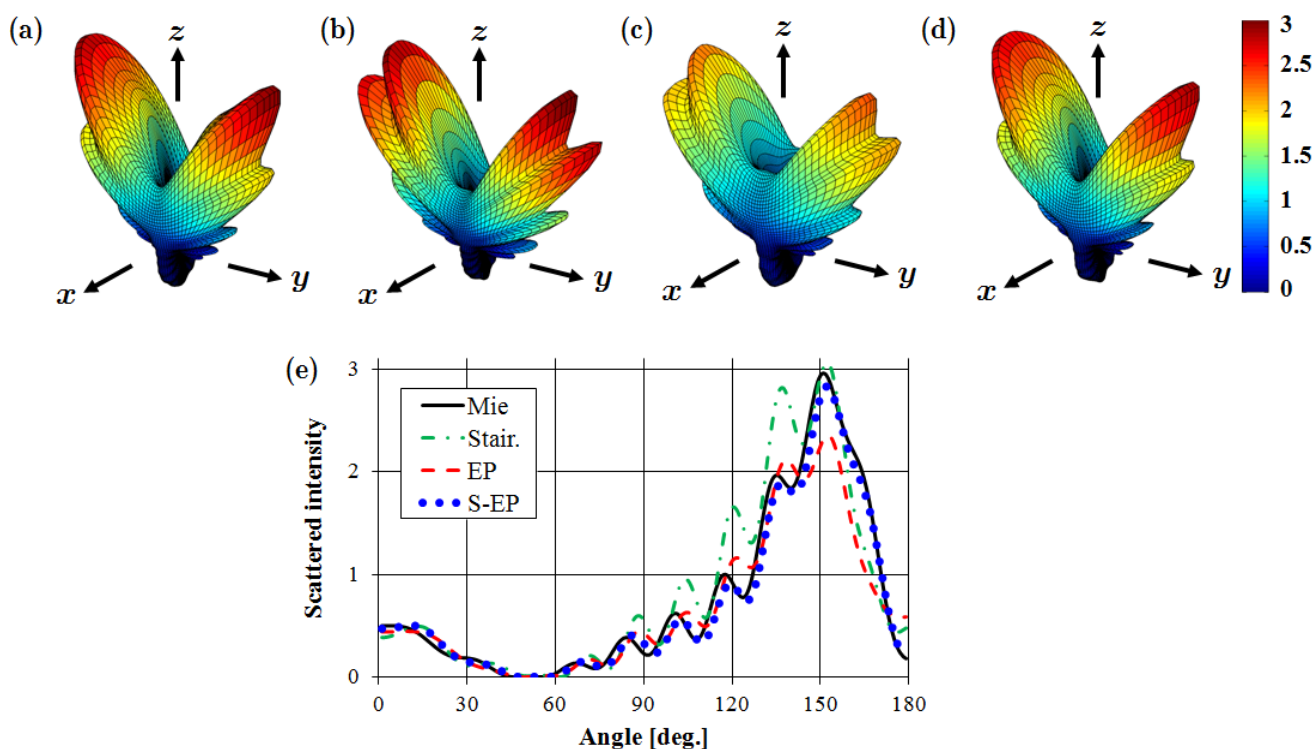 (a) z x y
(b) z x y
(c) z x y
(d) z x y
3
2.5
2
1.5
1
0.5
0
(e)
Scattered intensity
3
2
1
0
Mie
Stair.
EP
S-EP
0 30 60 90 120 150 180
Angle [deg.]